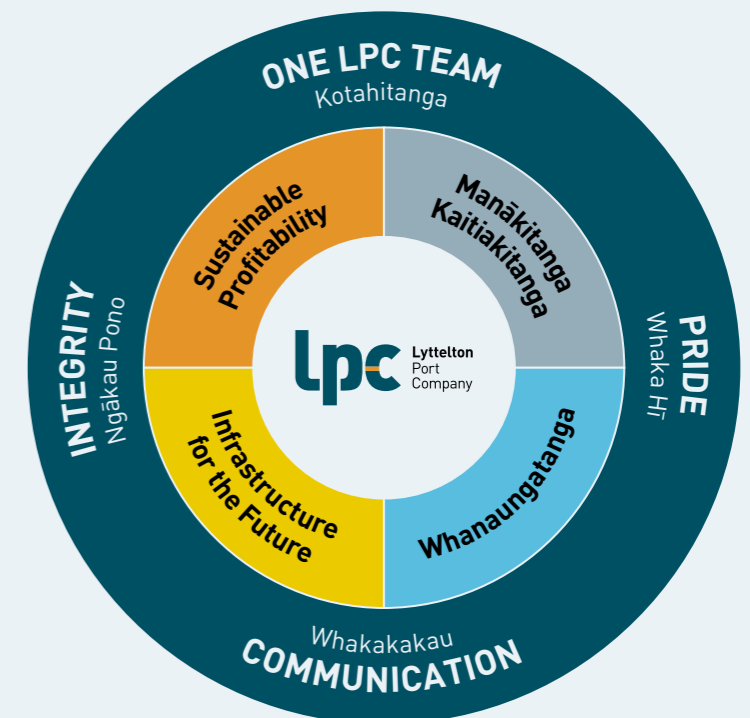 ONE LPC TEAM
Kotahitanga
Sustainable
Profitability
Manākitanga
Kaitiakitanga
INTEGRITY
Ngākau Pono
lpc
Lyttelton
Port
Company
PRIDE
Whaka Hī
Infrastructure
for the Future
Whanaungatanga
Whakakakau
COMMUNICATION